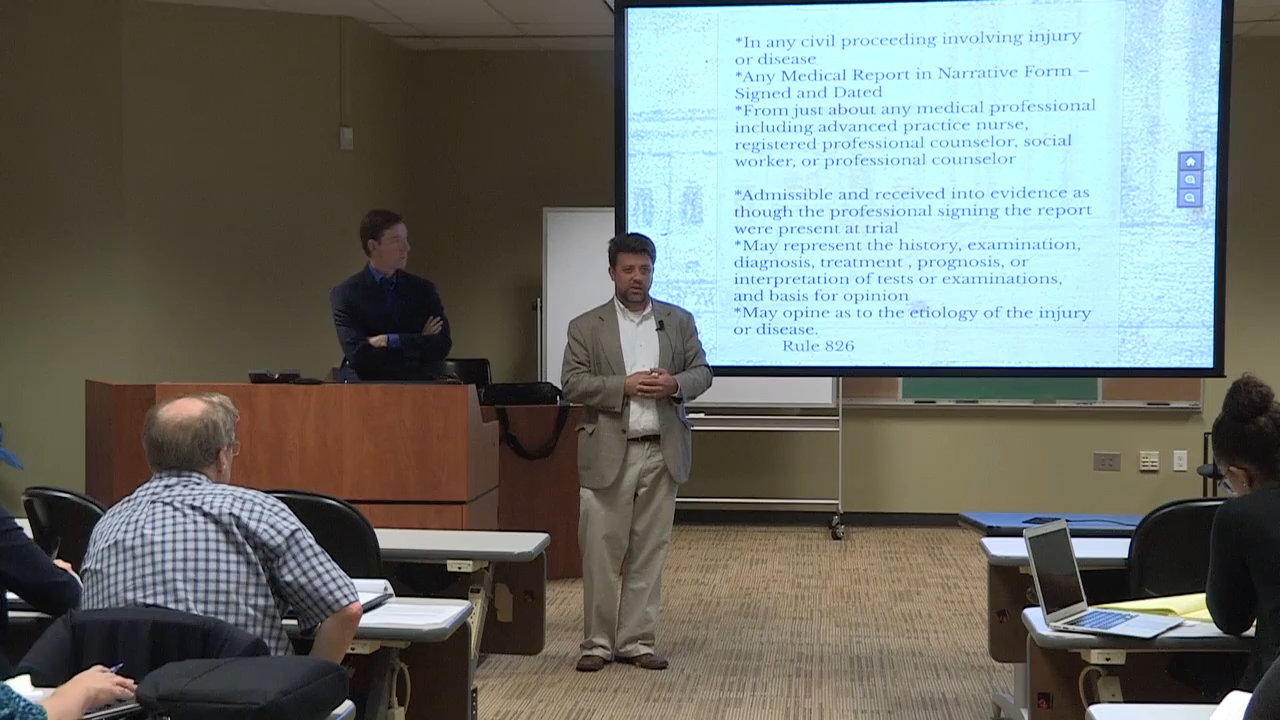 *In any civil proceeding involving injury
or disease
*Any Medical Report in Narrative Form –
Signed and Dated
*From just about any medical professional
including advanced practice nurse,
registered professional counselor, social
worker, or professional counselor
*Admissible and received into evidence as
though the professional signing the report
were present at trial
*May represent the history, examination,
diagnosis, treatment , prognosis, or
interpretation of tests or examinations,
and basis for opinion
*May opine as to the etiology of the injury
or disease.
Rule 826